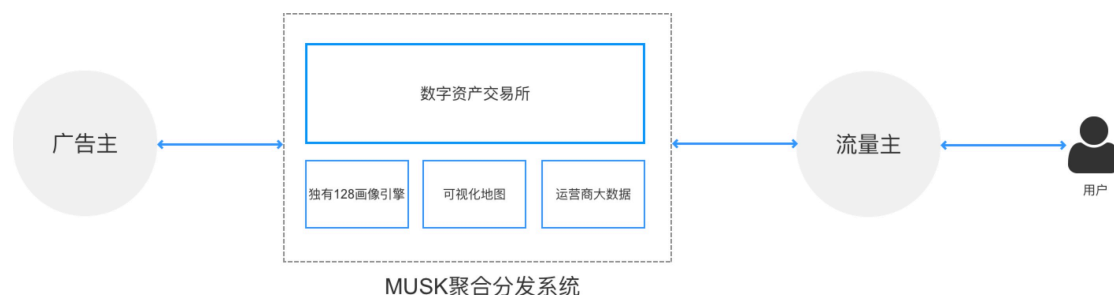 广告主
数字资产交易所
独有128画像引擎
可视化地图
运营商大数据
MUSK聚合分发系统
流量主
用户